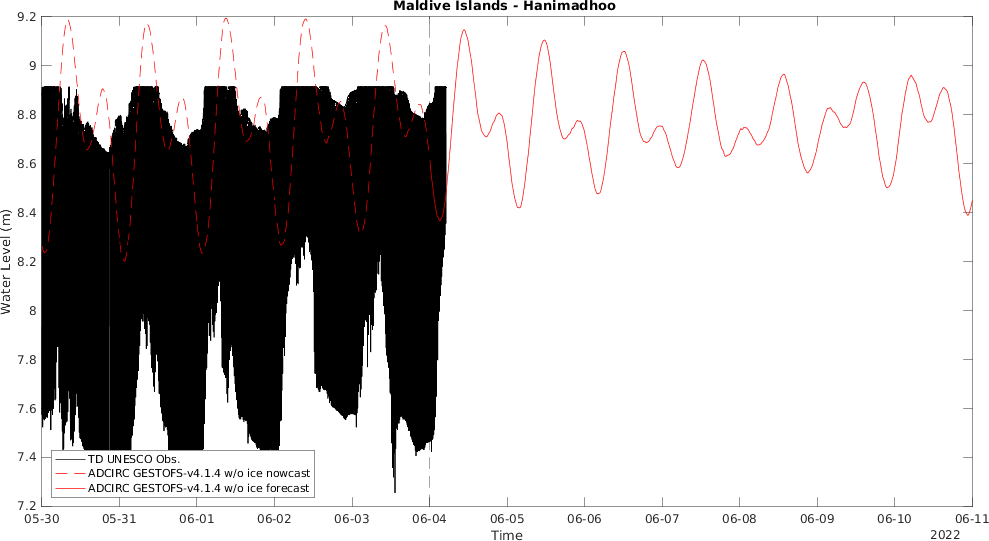 Maldive Islands - Hanimadhoo
9.2
9
8.8
8.6
8.4
8.2
8
7.8
7.6
7.4
7.2
Water Level (m)
TD UNESCO Obs.
ADCIRC GESTOFS-v4.1.4 w/o ice nowcast
ADCIRC GESTOFS-v4.1.4 w/o ice forecast
05-30 05-31 06-01 06-02 06-03 06-04 06-05 06-06 06-07 06-08 06-09 06-10 06-11
Time
2022